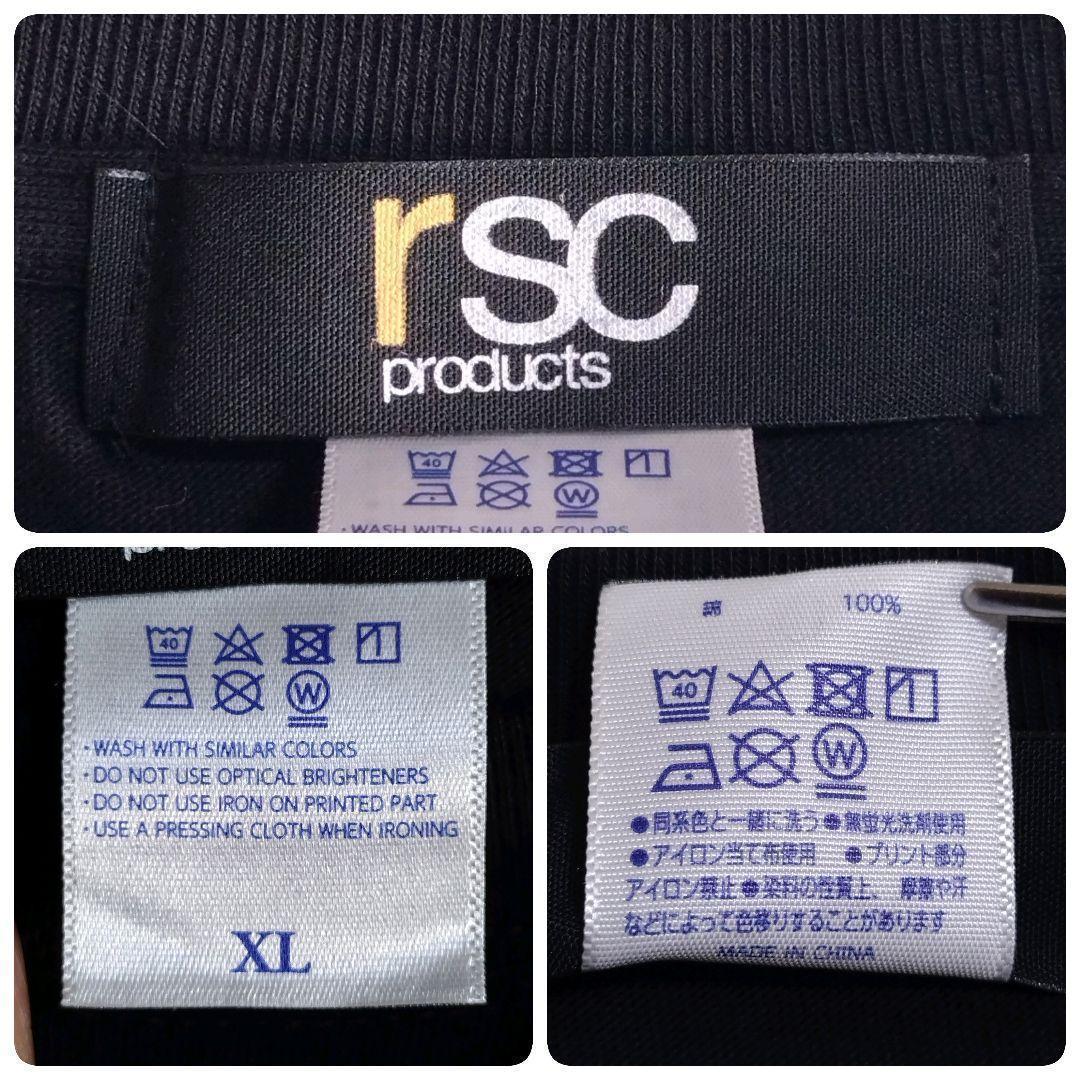 rsc
products
40
· WASH WITH SIMILAR COLORS
40
W
· WASH WITH SIMILAR COLORS
· DO NOT USE OPTICAL BRIGHTENERS
· DO NOT USE IRON ON PRINTED PART
· USE A PRESSING CLOTH WHEN IRONING
XL
綿 100%
40
W
●同系色と一緒に洗う●無蛍光洗剤使用
●アイロン当て布使用 ●プリント部分
アイロン禁止●染料の性質上、摩擦や汗
などによって色移りすることがあります
MADE IN CHINA